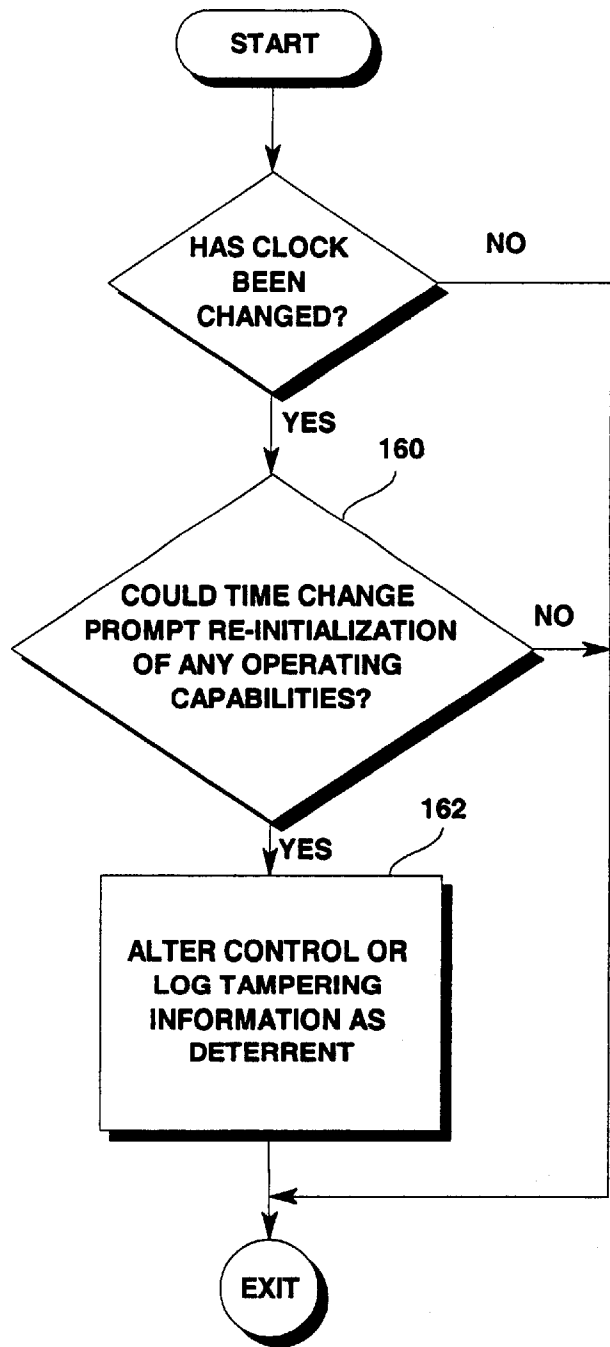 START
HAS CLOCK
BEEN
CHANGED?
NO
YES
160
COULD TIME CHANGE
PROMPT RE-INITIALIZATION
OF ANY OPERATING
CAPABILITIES?
NO
YES
162
ALTER CONTROL OR
LOG TAMPERING
INFORMATION AS
DETERRENT
EXIT